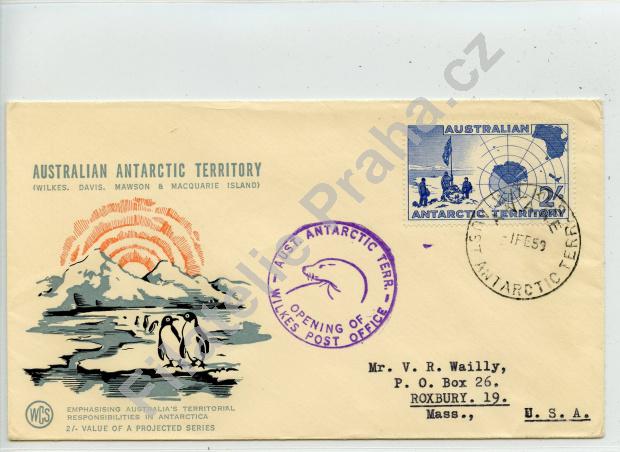 AUSTRALIAN ANTARCTIC TERRITORY
(WILKES, DAVIS, MAWSON & MACQUARIE ISLAND)
AUSTRALIAN
2/-
ANTARCTIC TERRITORY
-1FE59
AUST ANTARCTIC TERR
AUST. ANTARCTIC TERR.
OPENING OF
WILKES POST OFFICE
Mr. V. R. Wailly,
P. O. Box 26.
ROXBURY. 19.
Mass., U. S. A.
WCS
EMPHASISING AUSTRALIA'S TERRITORIAL
RESPONSIBILITIES IN ANTARCTICA
2/- VALUE OF A PROJECTED SERIES
Filatelie-Praha.cz